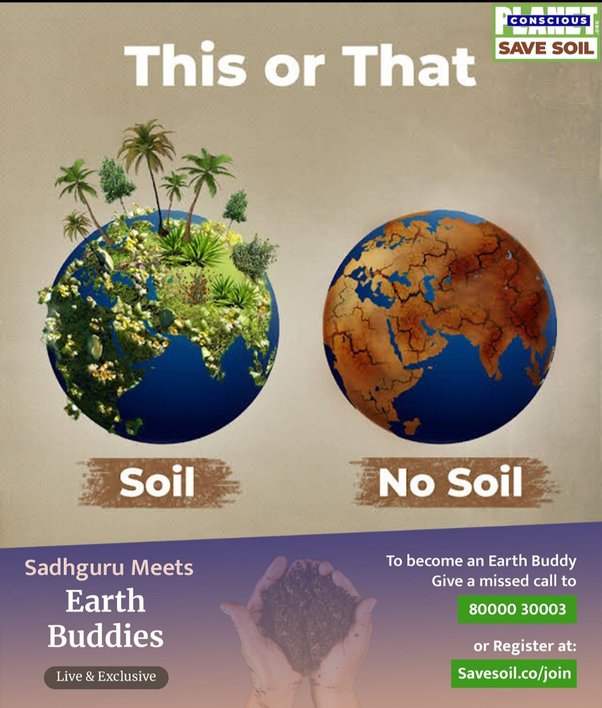 PLANET
CONSCIOUS
.ORG
SAVE SOIL
This or That
Soil
No Soil
Sadhguru Meets
Earth
Buddies
Live & Exclusive
To become an Earth Buddy
Give a missed call to
80000 30003
or Register at:
Savesoil.co/join